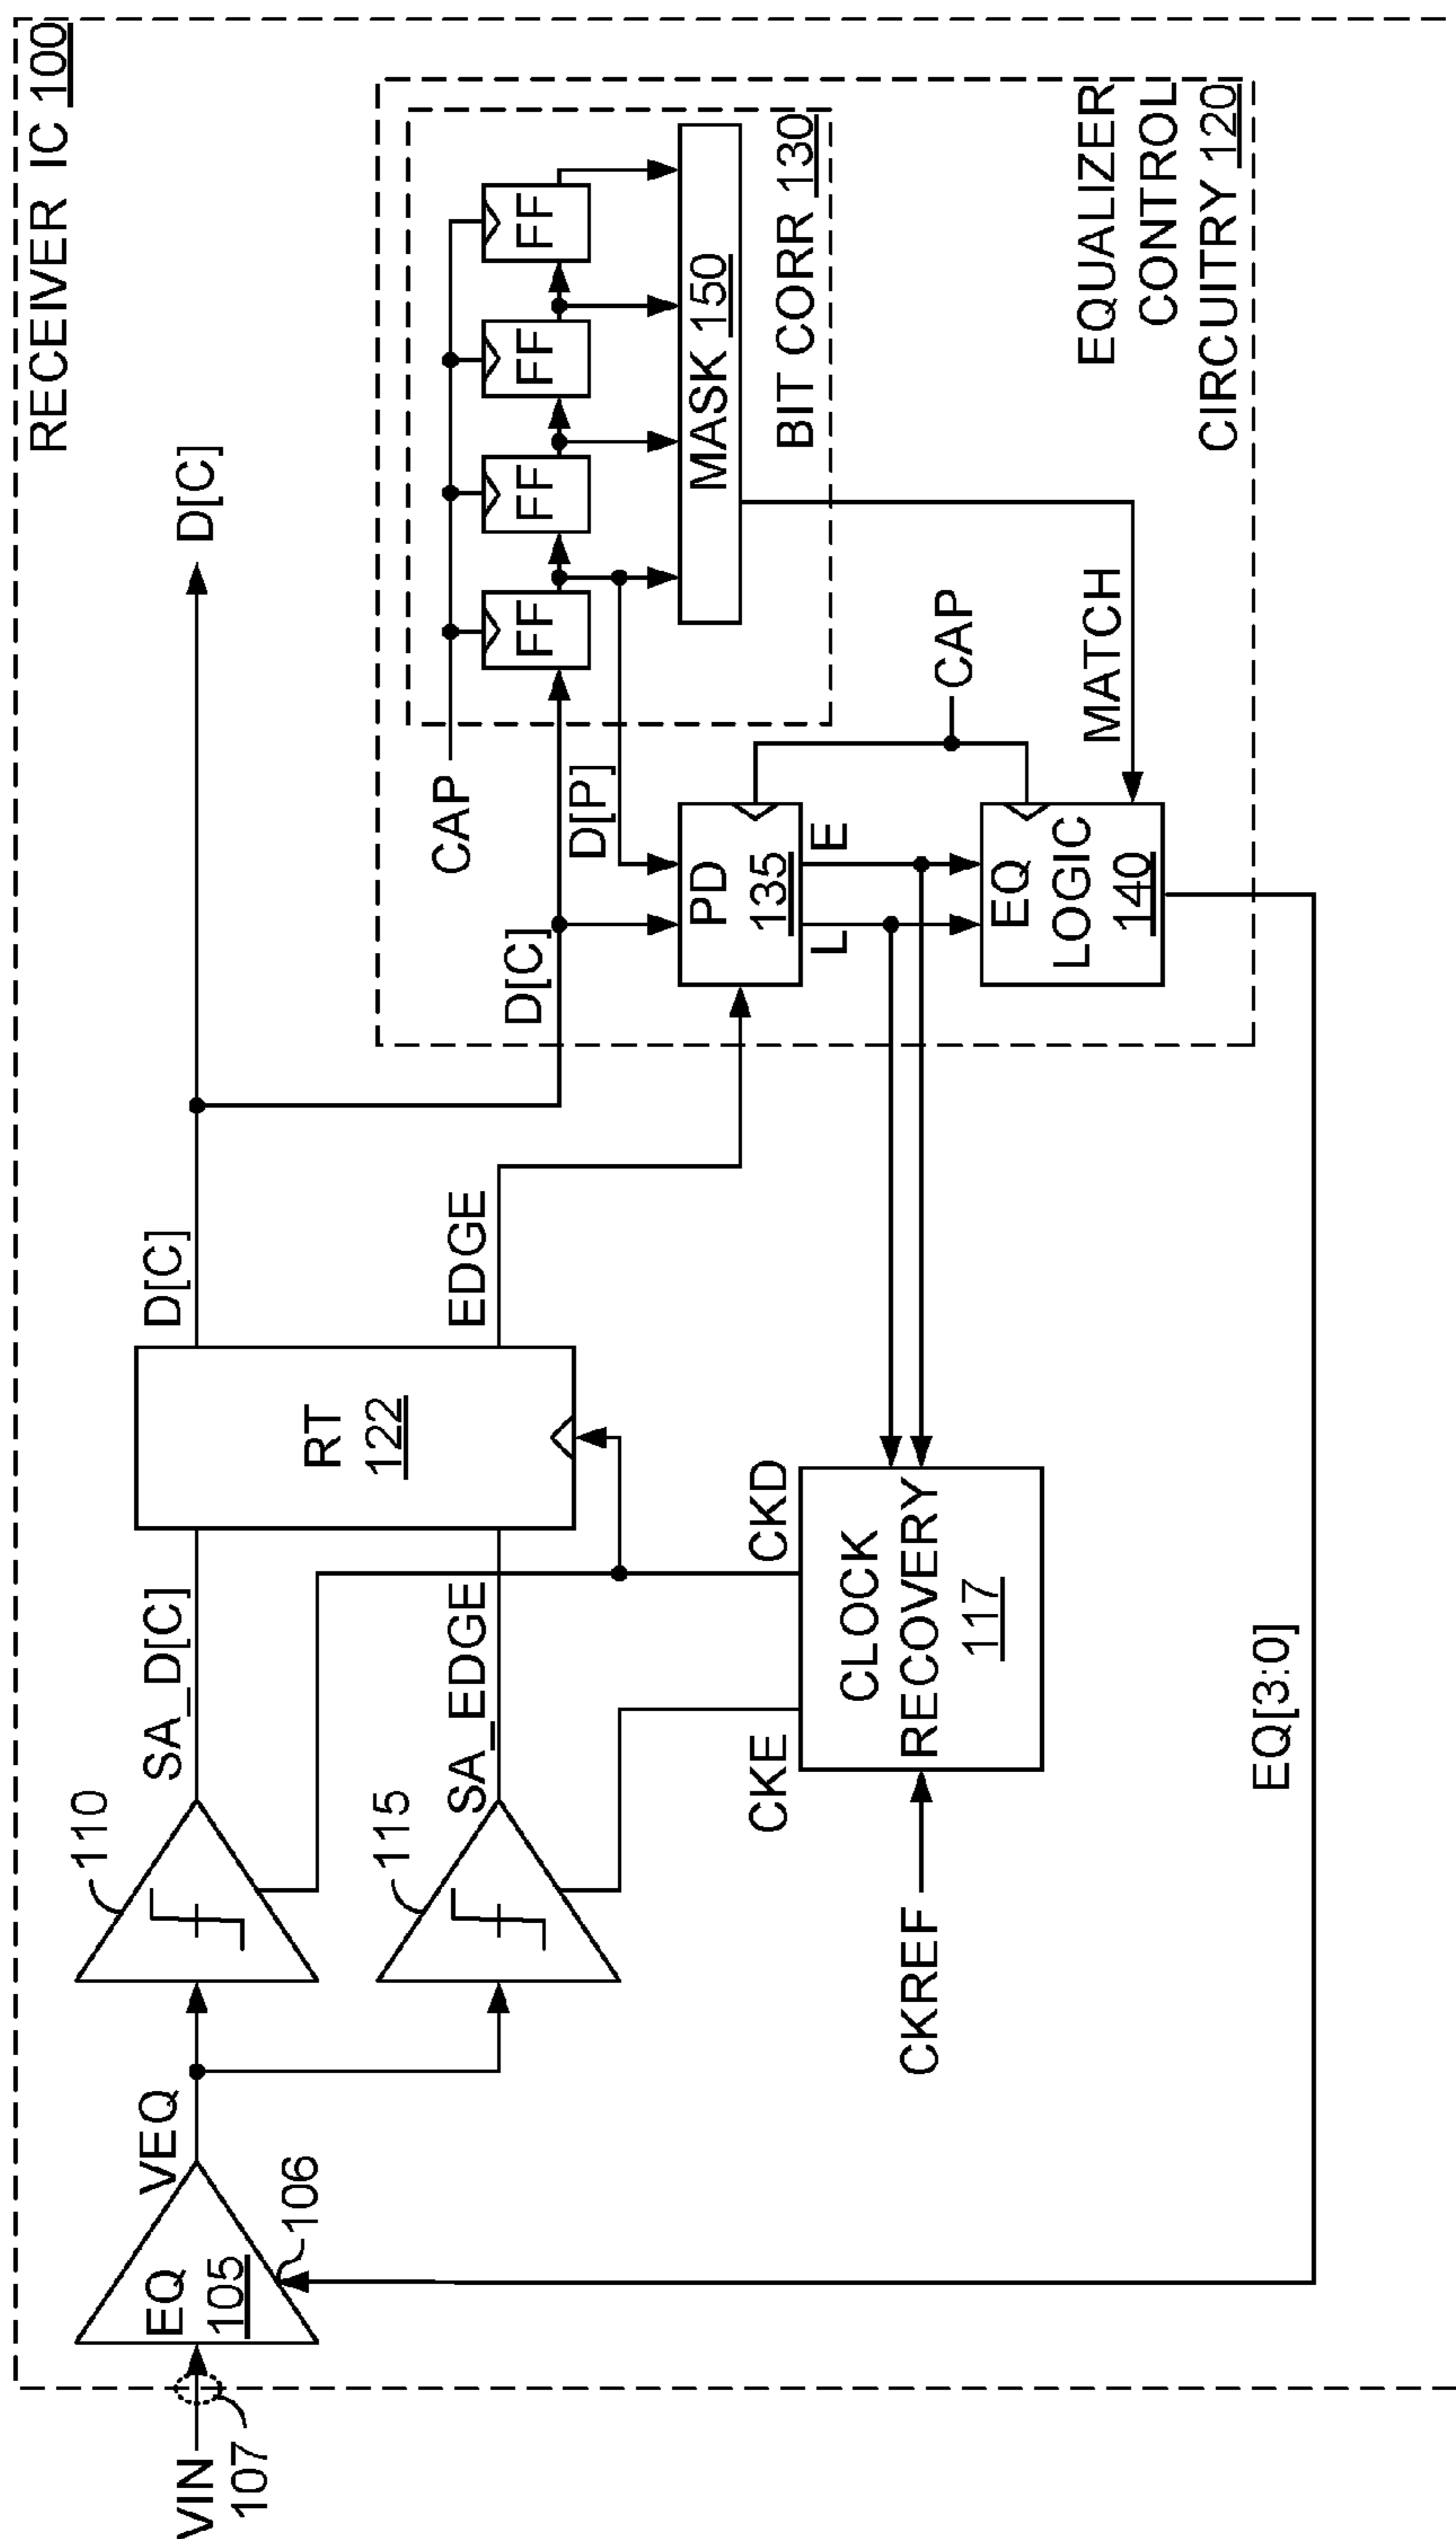 RECEIVER IC 100
VIN
107
EQ
105
106
VEQ
110
SA_D[C]
115
SA_EDGE
RT
122
D[C]
EDGE
D[C]
CKREF
CKE
CKD
CLOCK
RECOVERY
117
EQ[3:0]
D[C]
D[P]
CAP
FF
FF
FF
FF
MASK 150
BIT CORR 130
PD
135
L
E
CAP
EQ
LOGIC
140
MATCH
EQUALIZER
CONTROL
CIRCUITRY 120